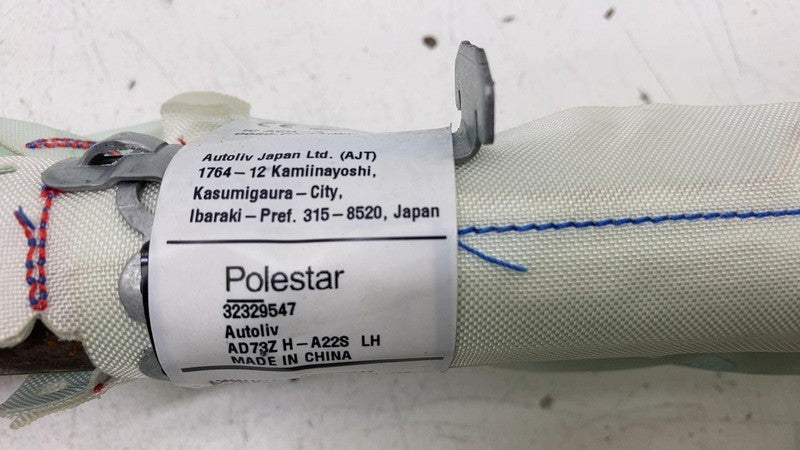 Autoliv Japan Ltd. (AJT)
1764-12 Kamiinayoshi,
Kasumigaura-City,
Ibaraki-Pref. 315-8520, Japan
Polestar
32329547
Autoliv
AD73Z H-A22S LH
MADE IN CHINA